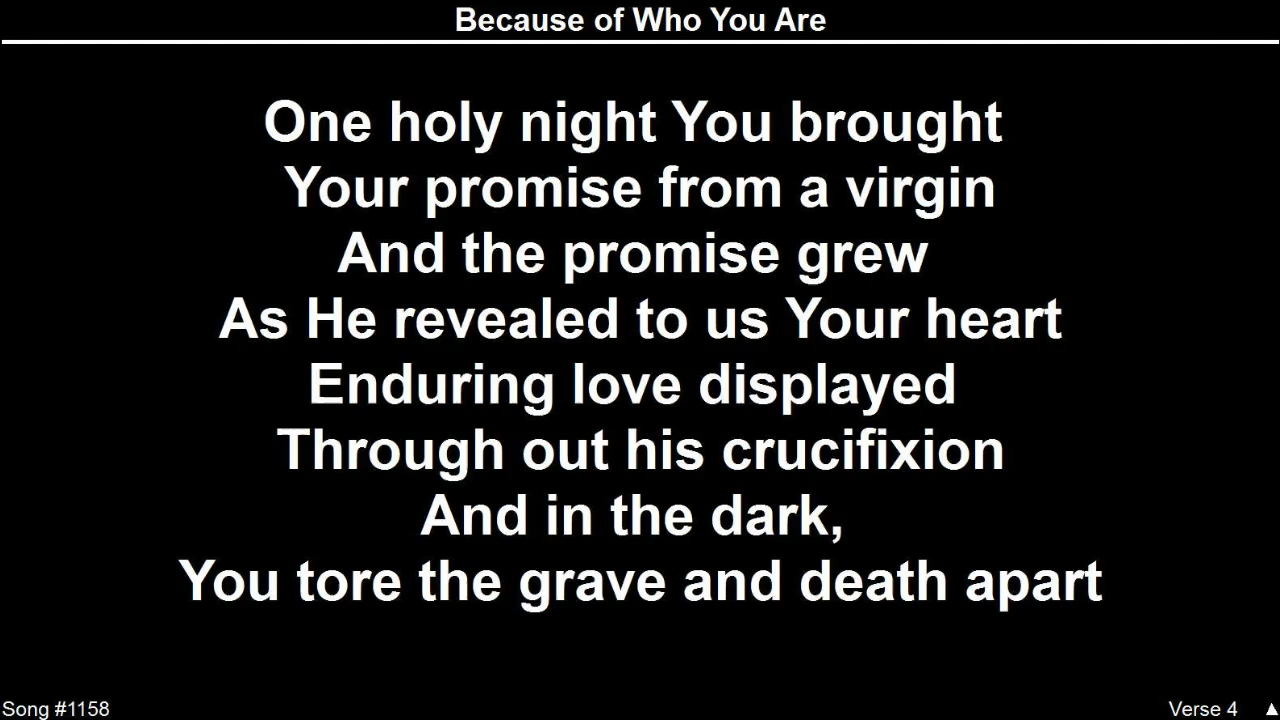 Because of Who You Are
One holy night You brought
Your promise from a virgin
And the promise grew
As He revealed to us Your heart
Enduring love displayed
Through out his crucifixion
And in the dark,
You tore the grave and death apart
Song #1158
Verse 4 ▲